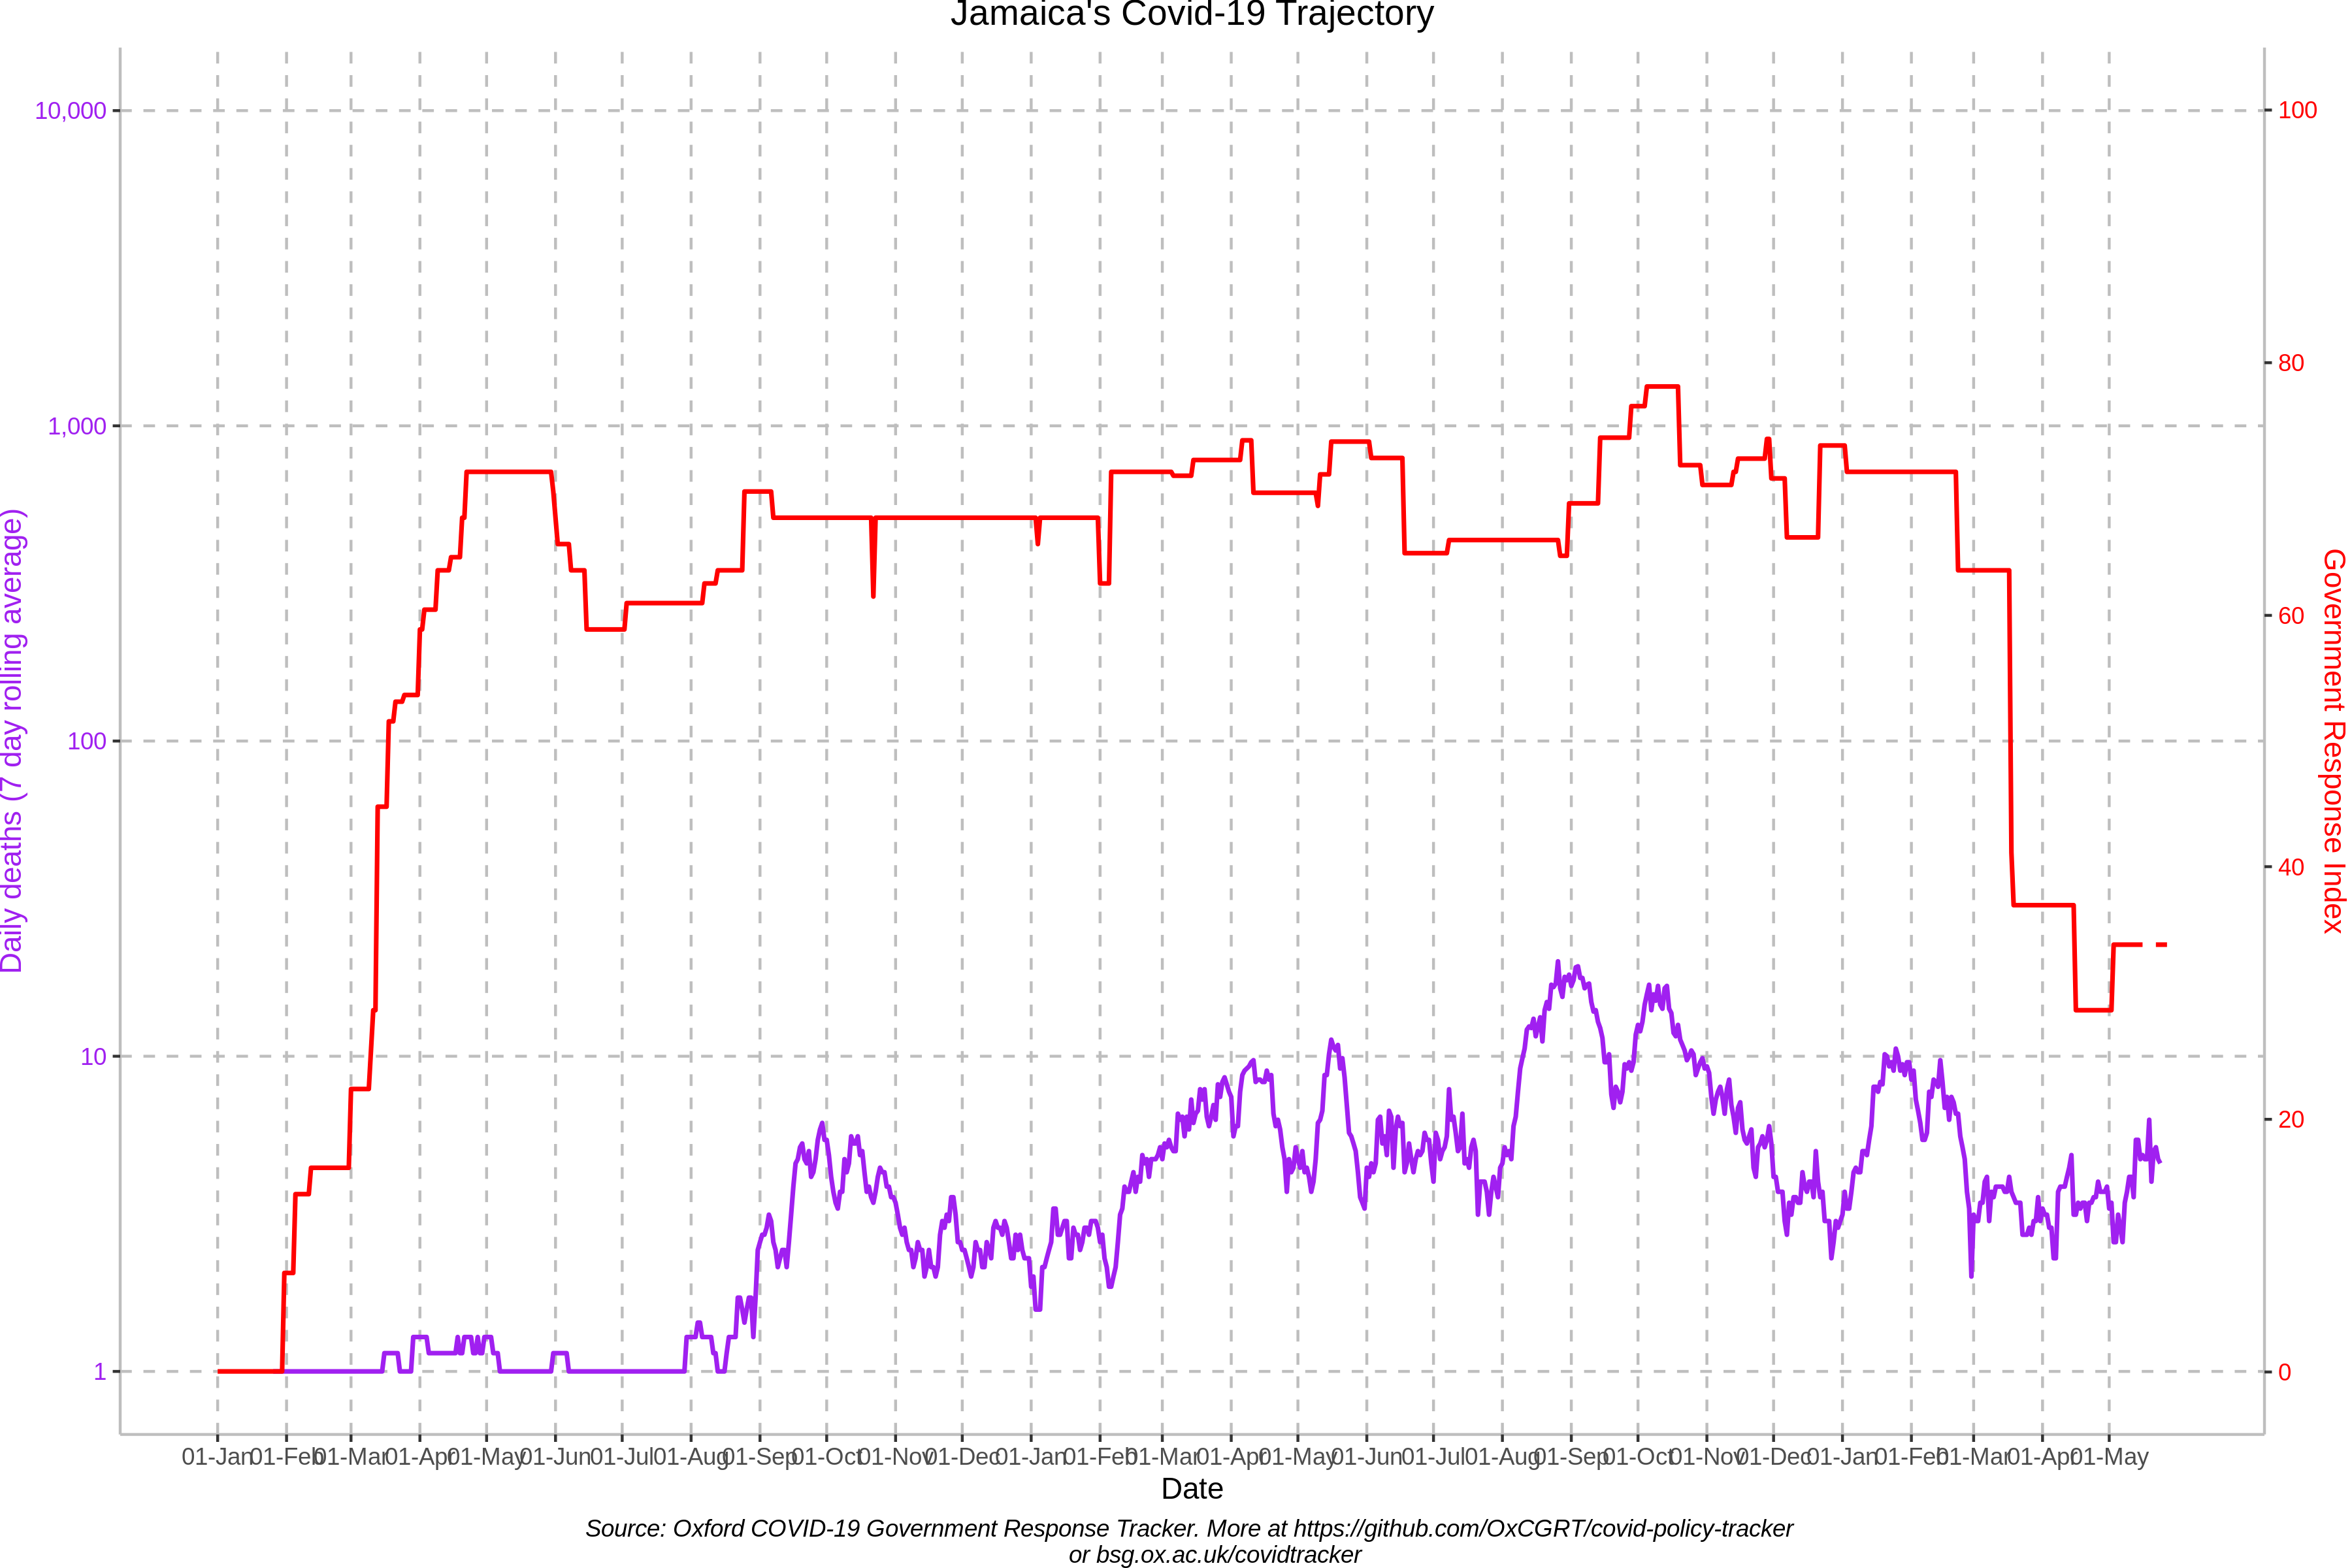 Jamaica's Covid-19 Trajectory
10,000
1,000
100
10
1
Daily deaths (7 day rolling average)
100
80
60
40
20
0
Government Response Index
01-Jan 01-Feb 01-Mar 01-Apr 01-May 01-Jun 01-Jul 01-Aug 01-Sep 01-Oct 01-Nov 01-Dec 01-Jan 01-Feb 01-Mar 01-Apr 01-May 01-Jun 01-Jul 01-Aug 01-Sep 01-Oct 01-Nov 01-Dec 01-Jan 01-Feb 01-Mar 01-Apr 01-May
Date
Source: Oxford COVID-19 Government Response Tracker. More at https://github.com/OxCGRT/covid-policy-tracker
or bsg.ox.ac.uk/covidtracker